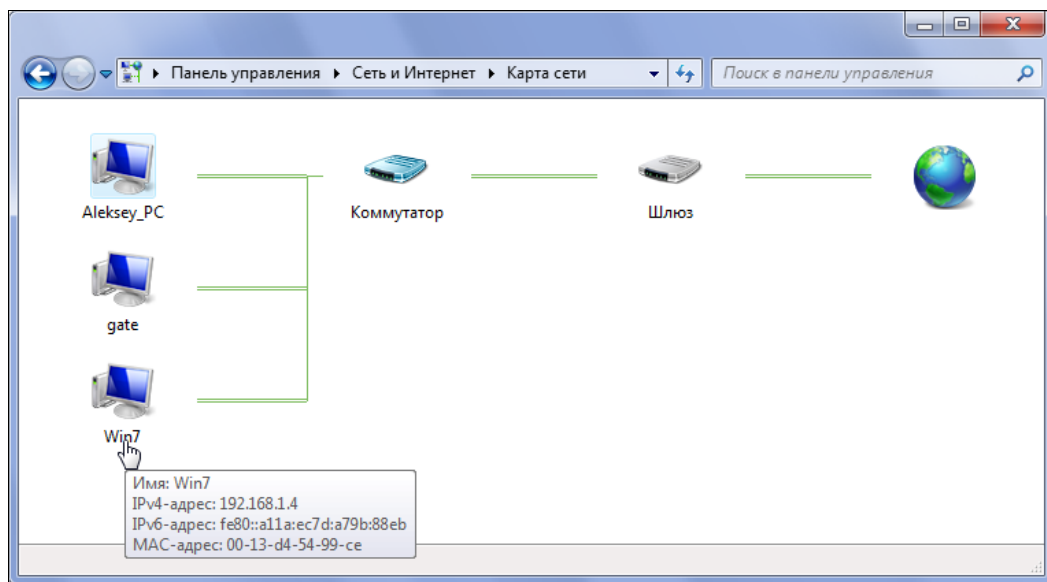 Панель управления ▸ Сеть и Интернет ▸ Карта сети
Поиск в панели управления
Aleksey_PC
Коммутатор
Шлюз
gate
Win7
Имя: Win7
IPv4-адрес: 192.168.1.4
IPv6-адрес: fe80::a11a:ec7d:a79b:88eb
MAC-адрес: 00-13-d4-54-99-ce